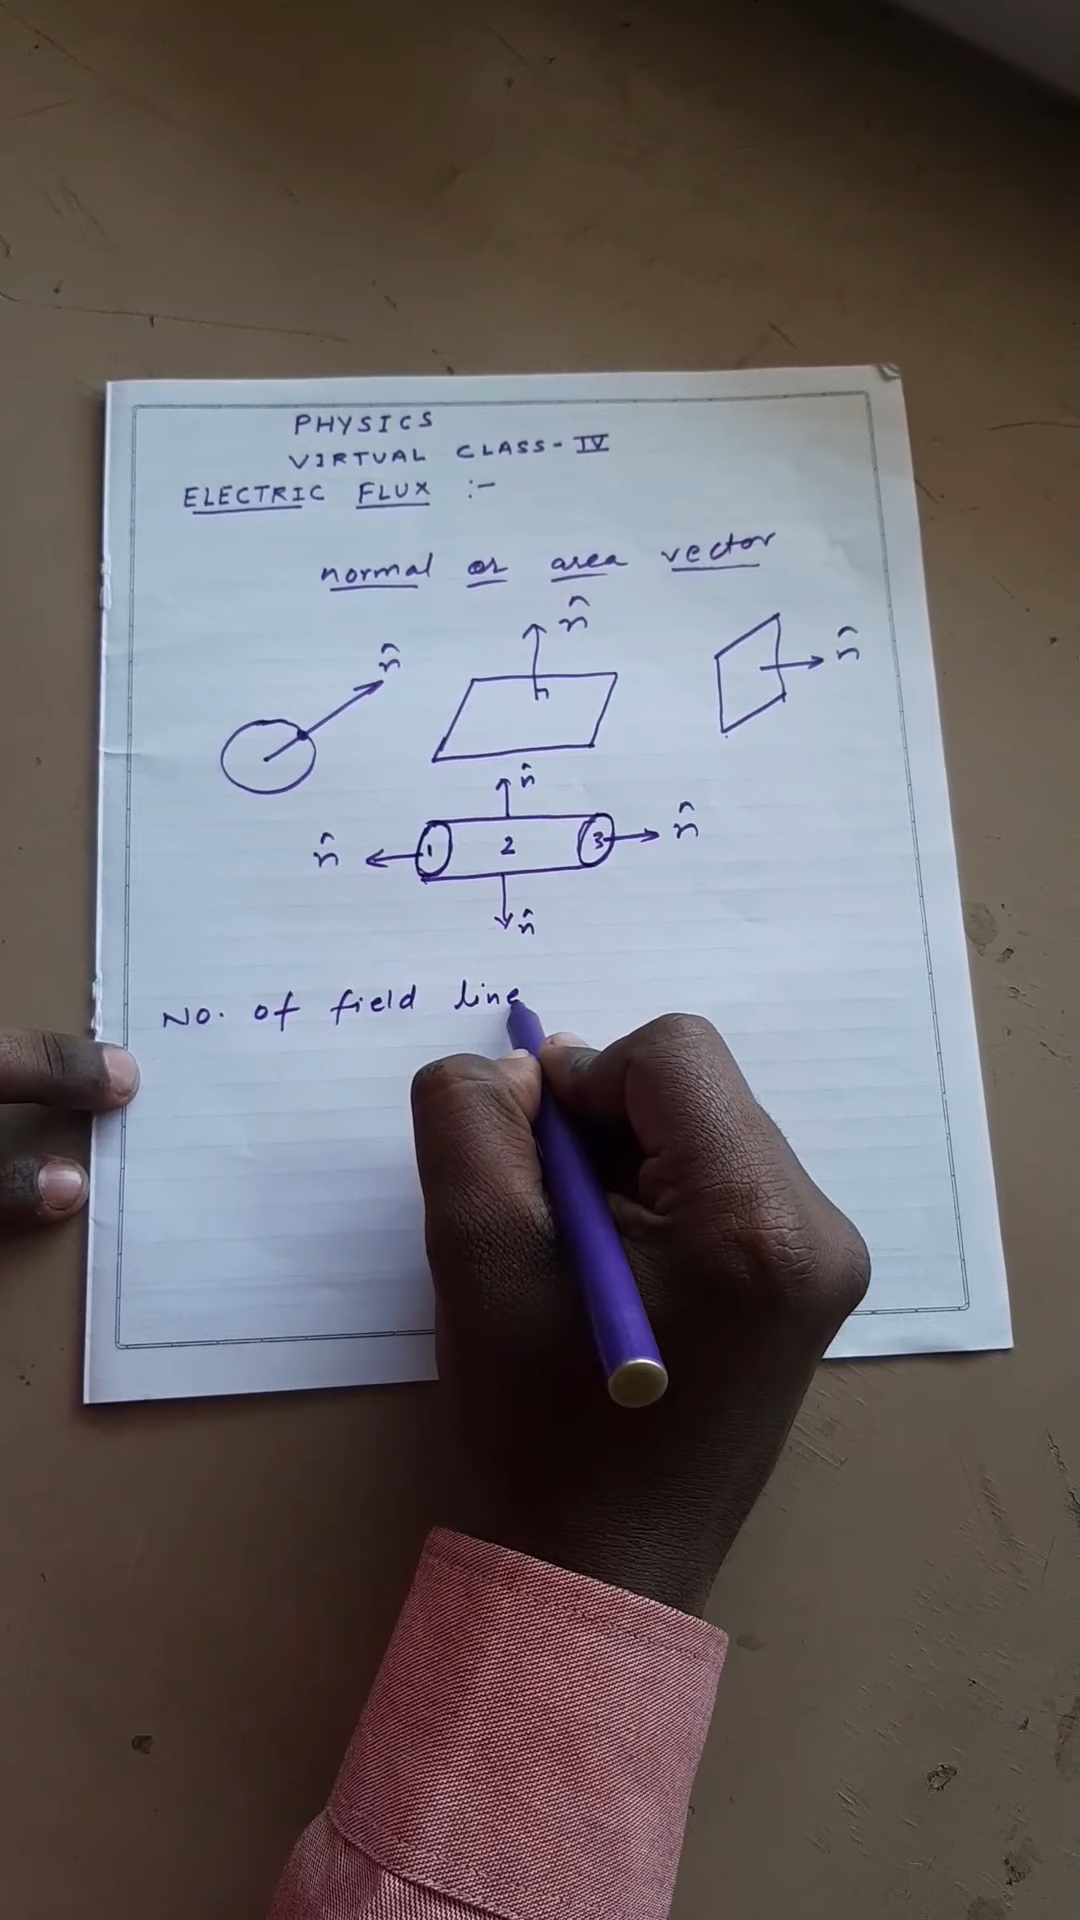 PHYSICS
VIRTUAL CLASS-IV
ELECTRIC FLUX :-
normal or area vector
n̂
n̂
n̂
n̂
n̂ 1 2 3 n̂
n̂
NO. of field line